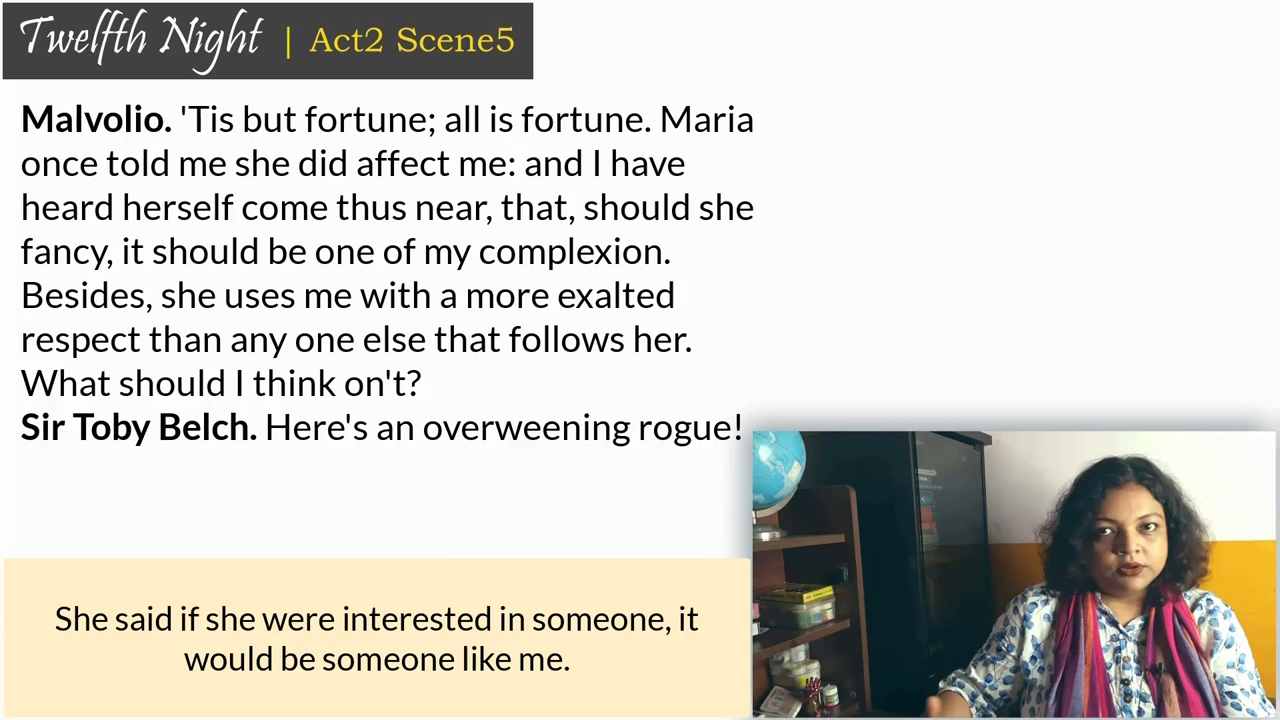 Twelfth Night | Act2 Scene5
Malvolio. 'Tis but fortune; all is fortune. Maria
once told me she did affect me: and I have
heard herself come thus near, that, should she
fancy, it should be one of my complexion.
Besides, she uses me with a more exalted
respect than any one else that follows her.
What should I think on't?
Sir Toby Belch. Here's an overweening rogue!
She said if she were interested in someone, it
would be someone like me.